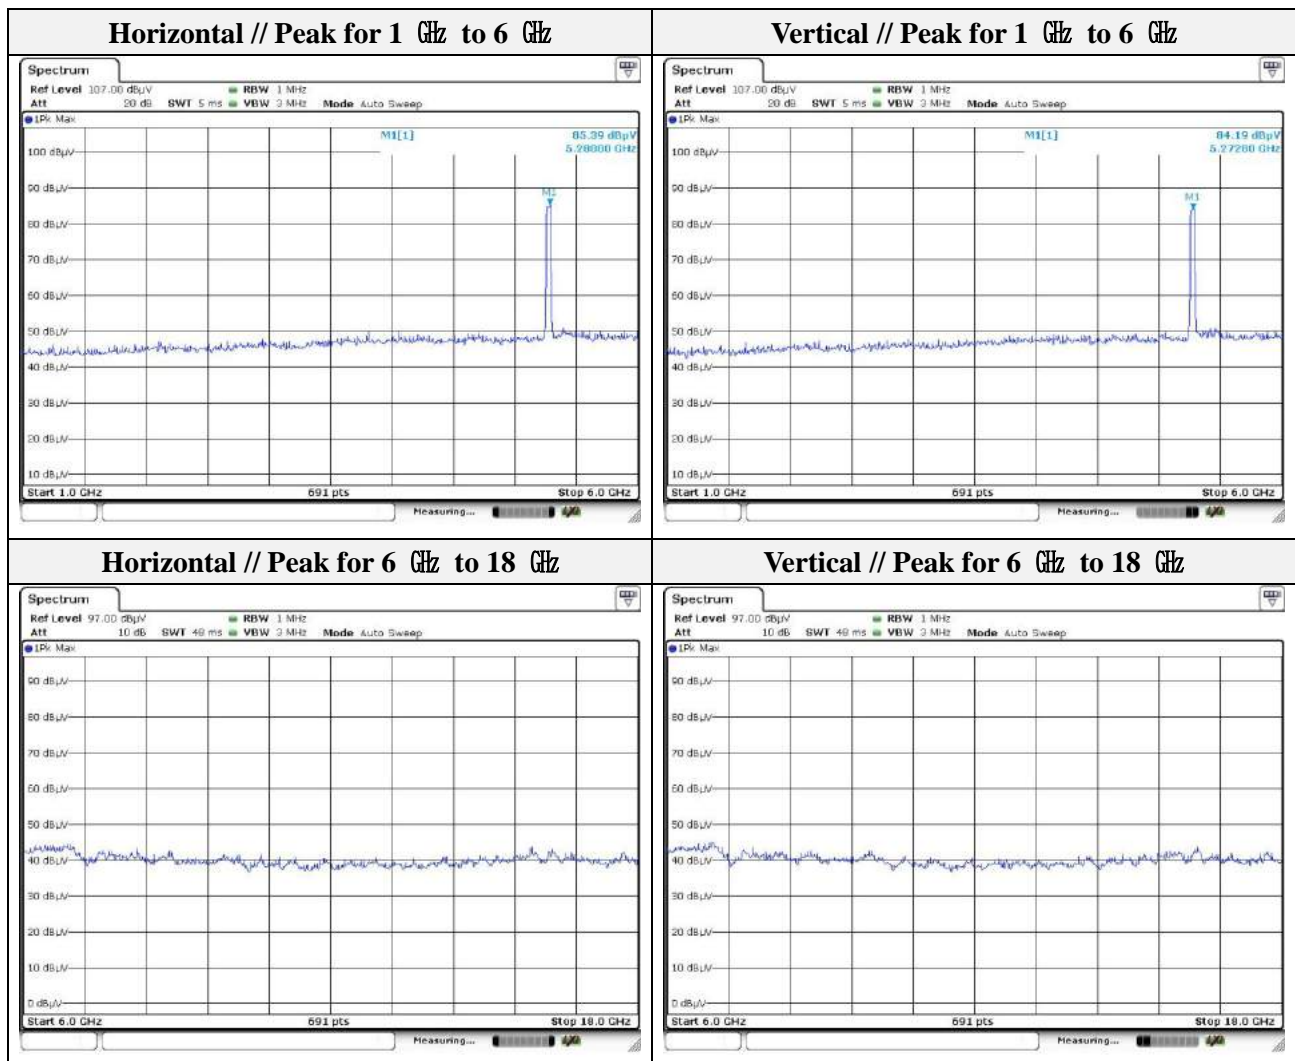 Horizontal // Peak for 1 ㎓ to 6 ㎓
Vertical // Peak for 1 ㎓ to 6 ㎓
Spectrum
Ref Level 107.00 dBµV RBW 1 MHz
Att 20 dB SWT 5 ms VBW 3 MHz Mode Auto Sweep
1Pk Max
M1[1] 85.39 dBµV
5.28000 GHz
100 dBµV
M1
90 dBµV
80 dBµV
70 dBµV
60 dBµV
50 dBµV
40 dBµV
30 dBµV
20 dBµV
10 dBµV
Start 1.0 GHz 691 pts Stop 6.0 GHz
Measuring...
Spectrum
Ref Level 107.00 dBµV RBW 1 MHz
Att 20 dB SWT 5 ms VBW 3 MHz Mode Auto Sweep
1Pk Max
M1[1] 84.19 dBµV
5.27280 GHz
100 dBµV
90 dBµV
M1
80 dBµV
70 dBµV
60 dBµV
50 dBµV
40 dBµV
30 dBµV
20 dBµV
10 dBµV
Start 1.0 GHz 691 pts Stop 6.0 GHz
Measuring...
Horizontal // Peak for 6 ㎓ to 18 ㎓
Vertical // Peak for 6 ㎓ to 18 ㎓
Spectrum
Ref Level 97.00 dBµV RBW 1 MHz
Att 10 dB SWT 48 ms VBW 3 MHz Mode Auto Sweep
1Pk Max
90 dBµV
80 dBµV
70 dBµV
60 dBµV
50 dBµV
40 dBµV
30 dBµV
20 dBµV
10 dBµV
0 dBµV
Start 6.0 GHz 691 pts Stop 18.0 GHz
Measuring...
Spectrum
Ref Level 97.00 dBµV RBW 1 MHz
Att 10 dB SWT 48 ms VBW 3 MHz Mode Auto Sweep
1Pk Max
90 dBµV
80 dBµV
70 dBµV
60 dBµV
50 dBµV
40 dBµV
30 dBµV
20 dBµV
10 dBµV
0 dBµV
Start 6.0 GHz 691 pts Stop 18.0 GHz
Measuring...